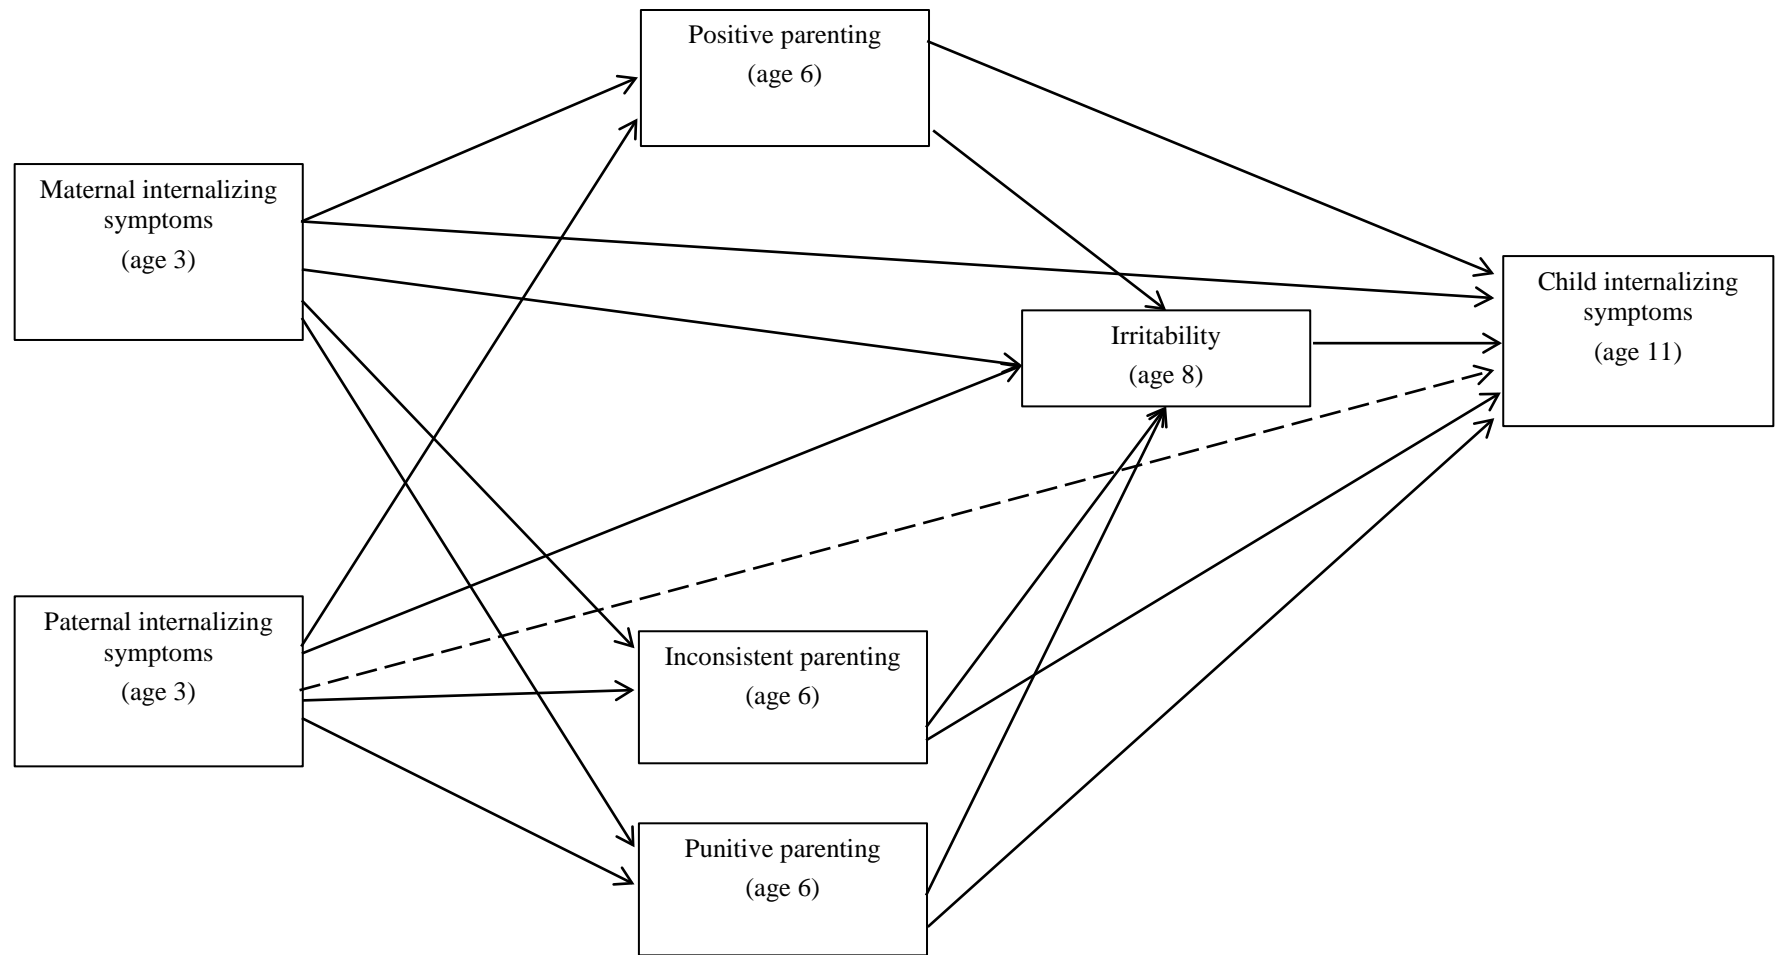 Positive parenting
(age 6)
Maternal internalizing
symptoms
(age 3)
Child internalizing
symptoms
(age 11)
Irritability
(age 8)
Paternal internalizing
symptoms
(age 3)
Inconsistent parenting
(age 6)
Punitive parenting
(age 6)